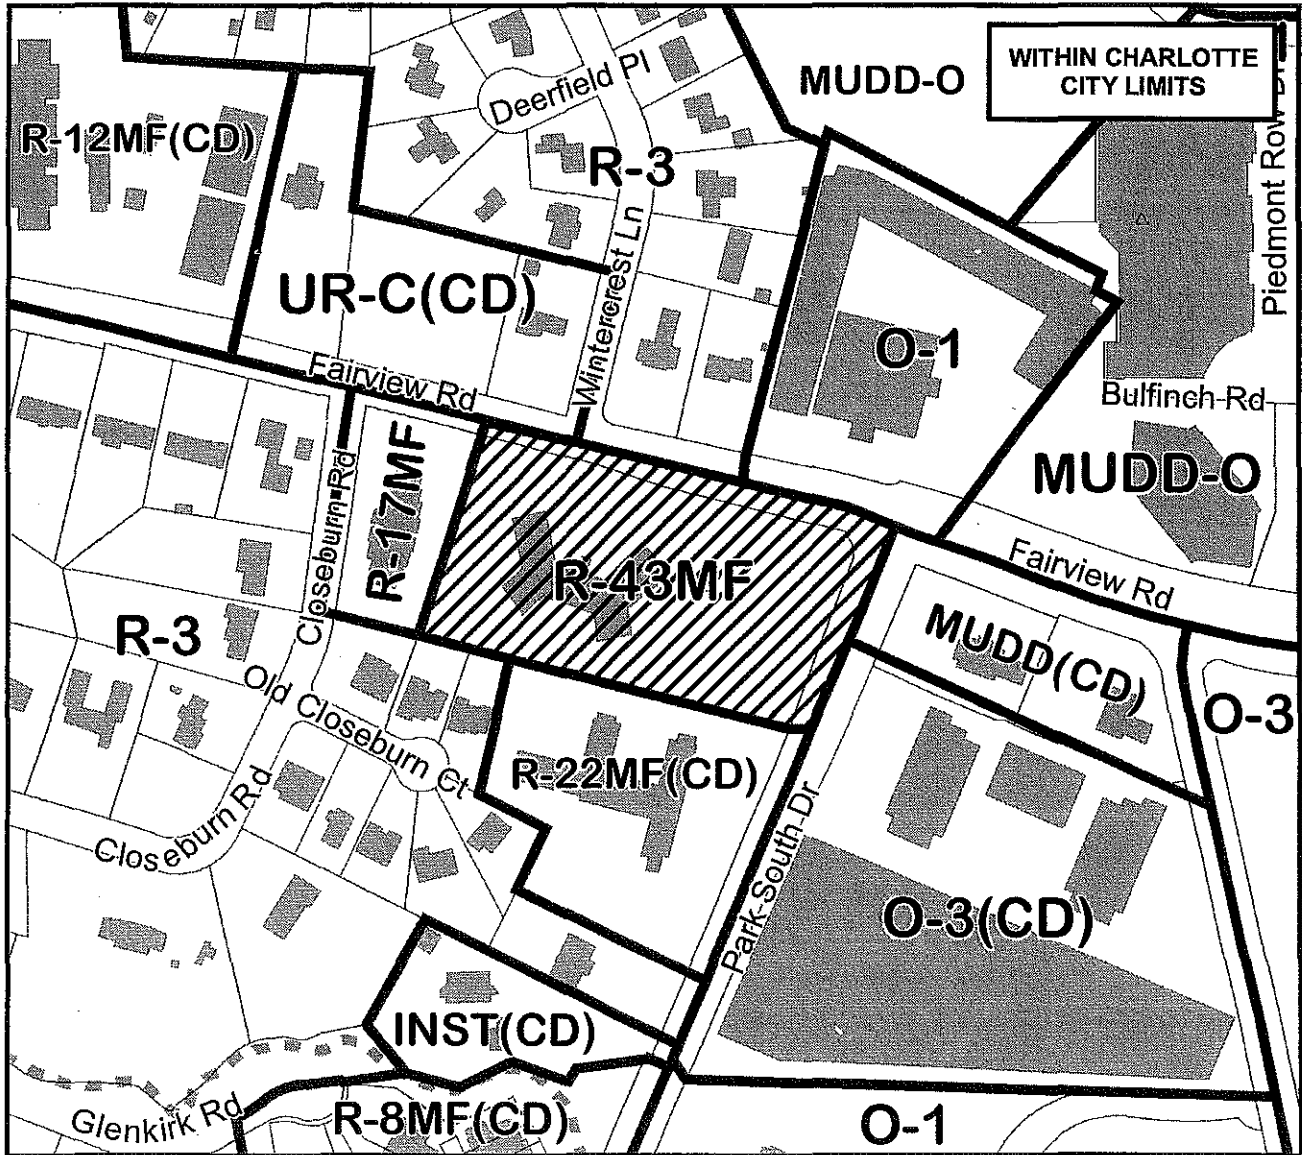 WITHIN CHARLOTTE
CITY LIMITS
MUDD-O
Deerfield Pl
R-12MF(CD)
R-3
Piedmont Row
Wintercrest Ln
UR-C(CD)
O-1
Fairview Rd
Bulfinch Rd
MUDD-O
R-17MF
Closeburn Rd
R-43MF
Fairview Rd
R-3
MUDD(CD)
Old Closeburn Ct
O-3
R-22MF(CD)
Closeburn Rd
Park South Dr
O-3(CD)
INST(CD)
Glenkirk Rd
R-8MF(CD)
O-1